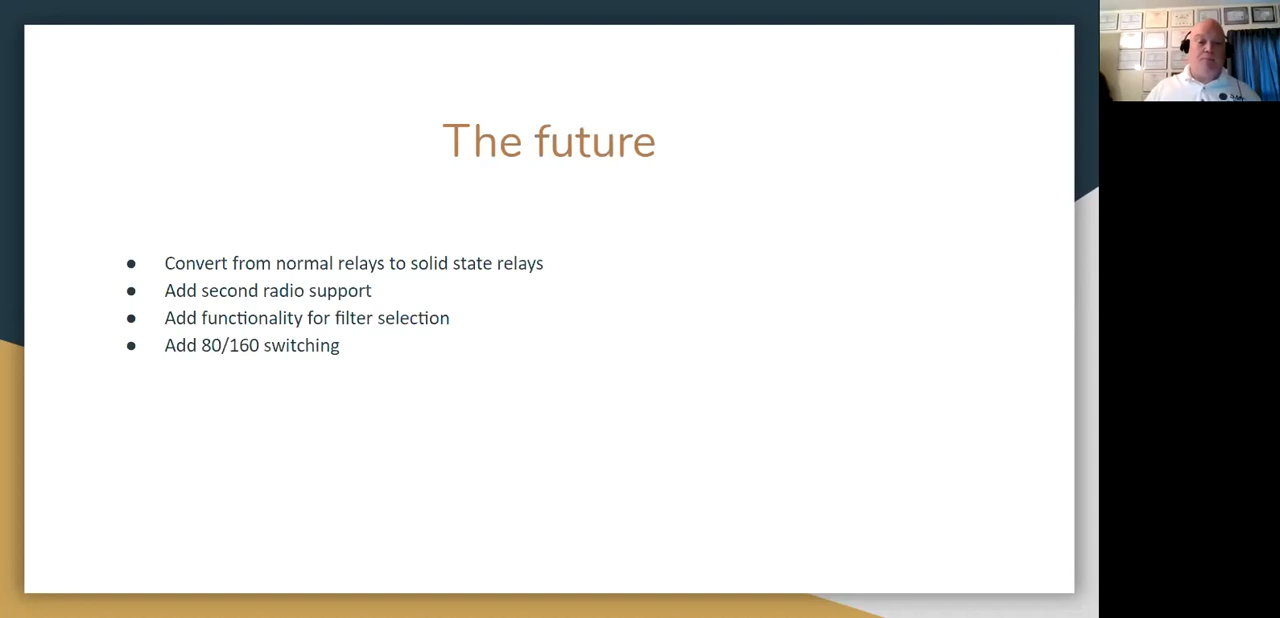 The future
● Convert from normal relays to solid state relays
● Add second radio support
● Add functionality for filter selection
● Add 80/160 switching